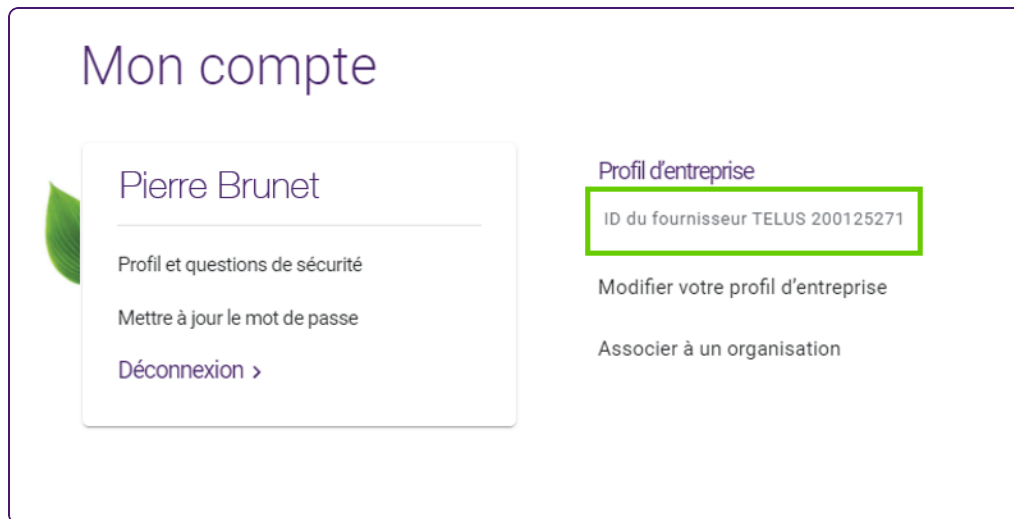 Mon compte
Pierre Brunet
Profil et questions de sécurité
Mettre à jour le mot de passe
Déconnexion >
Profil d'entreprise
ID du fournisseur TELUS 200125271
Modifier votre profil d'entreprise
Associer à un organisation